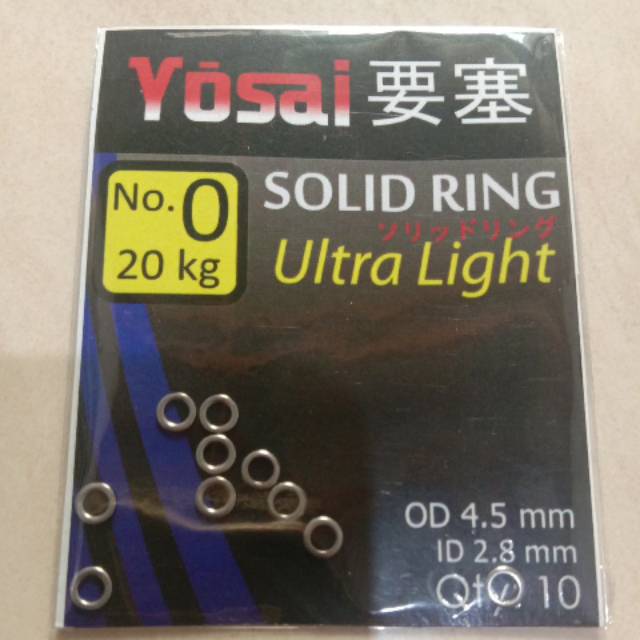 Yōsai 要塞
No. 0
20 kg
SOLID RING
ソリッドリング
Ultra Light
OD 4.5 mm
ID 2.8 mm
Qty. 10